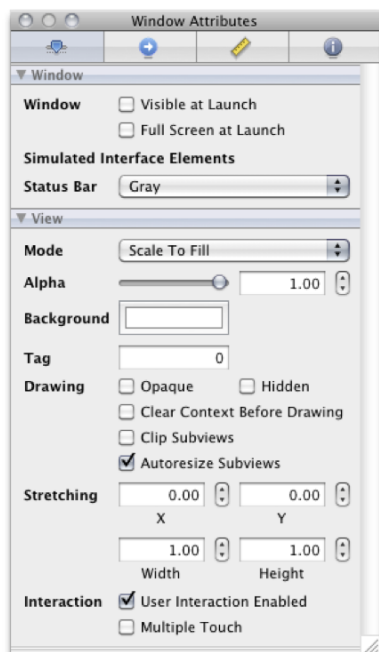 Window Attributes
Window
Window Visible at Launch
Full Screen at Launch
Simulated Interface Elements
Status Bar Gray
View
Mode Scale To Fill
Alpha 1.00
Background
Tag 0
Drawing Opaque Hidden
Clear Context Before Drawing
Clip Subviews
Autoresize Subviews
Stretching 0.00 0.00
X Y
1.00 1.00
Width Height
Interaction User Interaction Enabled
Multiple Touch